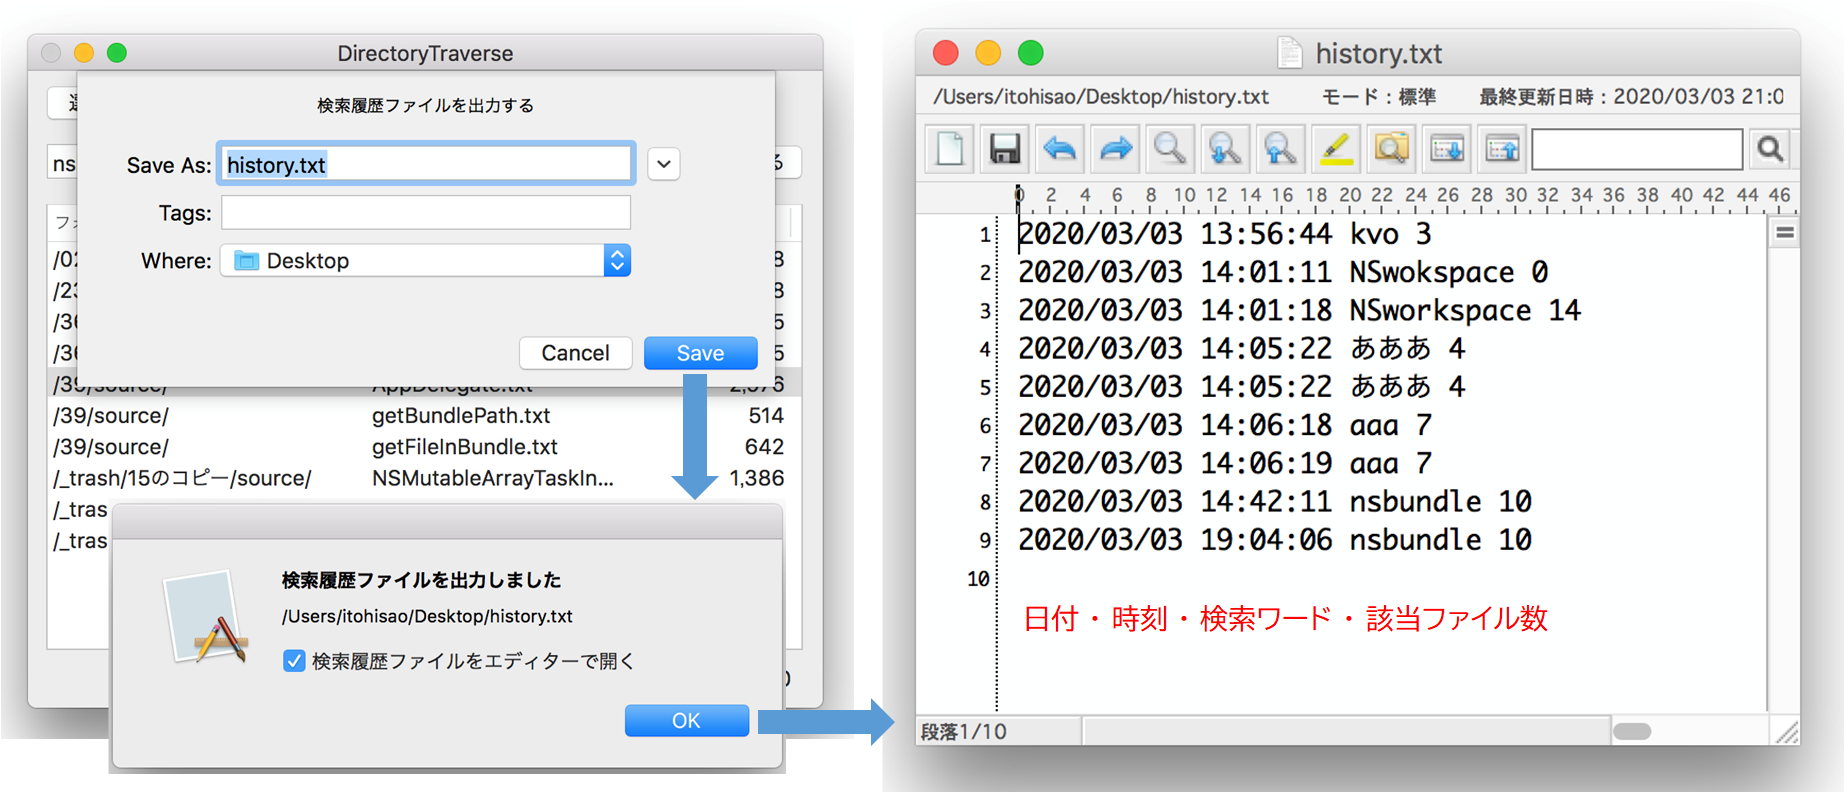 DirectoryTraverse
検索履歴ファイルを出力する
Save As: history.txt
Tags:
Where: Desktop
Cancel Save
ns
/39/source/ AppDelegate.txt
/39/source/ getBundlePath.txt 514
/39/source/ getFileInBundle.txt 642
/_trash/15のコピー/source/ NSMutableArrayTaskIn... 1,386
/_tras
/_tras
検索履歴ファイルを出力しました
/Users/itohisao/Desktop/history.txt
検索履歴ファイルをエディターで開く
OK
history.txt
/Users/itohisao/Desktop/history.txt モード：標準 最終更新日時：2020/03/03 21:0
0 2 4 6 8 10 12 14 16 18 20 22 24 26 28 30 32 34 36 38 40 42 44 46
1 2020/03/03 13:56:44 kvo 3
2 2020/03/03 14:01:11 NSwokspace 0
3 2020/03/03 14:01:18 NSworkspace 14
4 2020/03/03 14:05:22 あああ 4
5 2020/03/03 14:05:22 あああ 4
6 2020/03/03 14:06:18 aaa 7
7 2020/03/03 14:06:19 aaa 7
8 2020/03/03 14:42:11 nsbundle 10
9 2020/03/03 19:04:06 nsbundle 10
10
日付・時刻・検索ワード・該当ファイル数
段落1/10